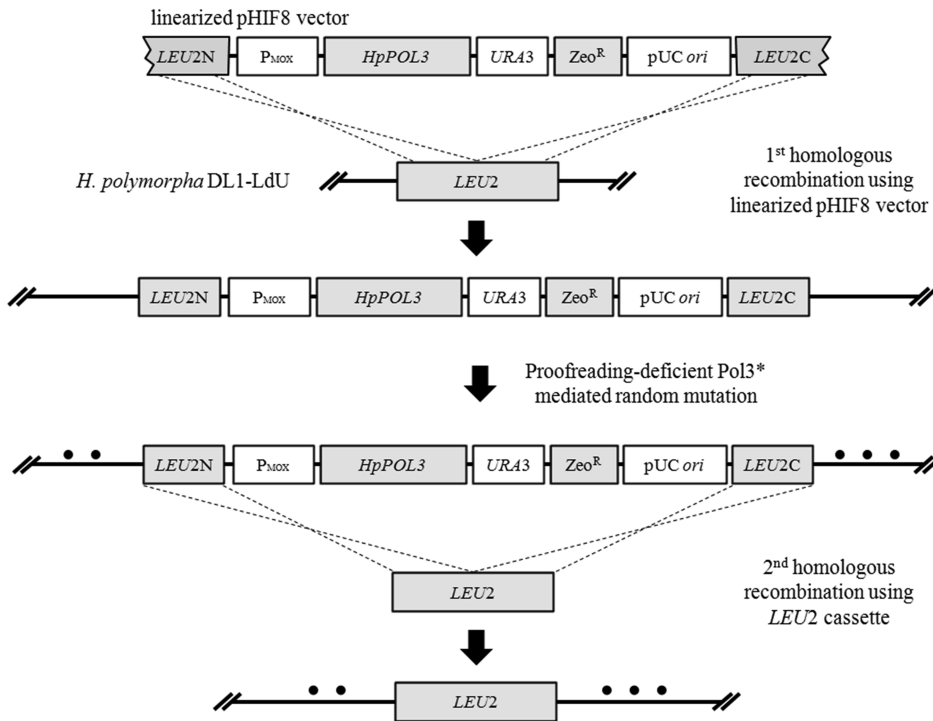 linearized pHIF8 vector
LEU2N PMOX HpPOL3 URA3 ZeoR pUC ori LEU2C
H. polymorpha DL1-LdU
LEU2
1st homologous
recombination using
linearized pHIF8 vector
LEU2N PMOX HpPOL3 URA3 ZeoR pUC ori LEU2C
Proofreading-deficient Pol3*
mediated random mutation
LEU2N PMOX HpPOL3 URA3 ZeoR pUC ori LEU2C
LEU2
2nd homologous
recombination using
LEU2 cassette
LEU2